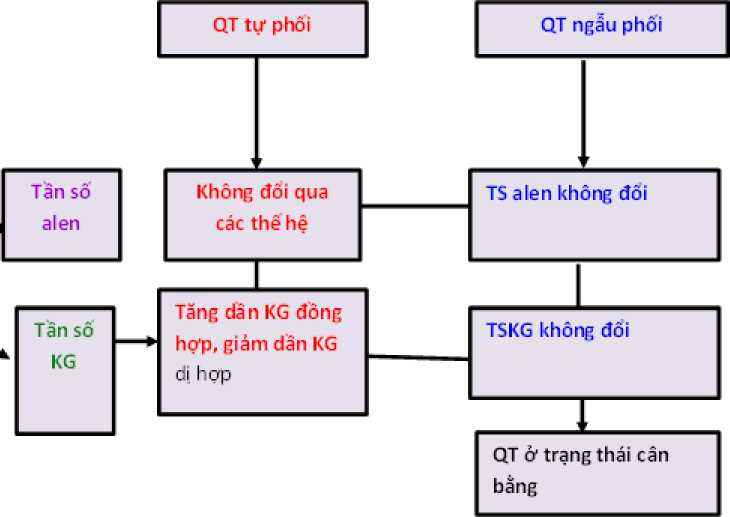 QT tự phối
QT ngẫu phối
Tần số
alen
Không đổi qua
các thế hệ
TS alen không đổi
Tần số
KG
Tăng dần KG đồng
hợp, giảm dần KG
dị hợp
TSKG không đổi
QT ở trạng thái cân
bằng